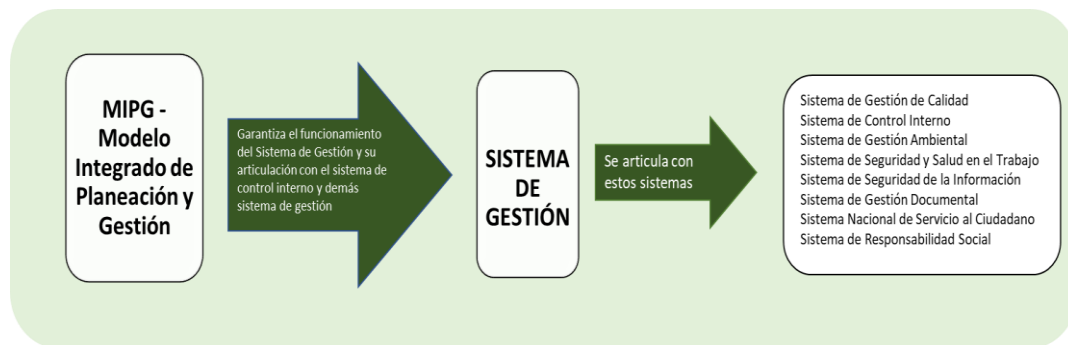 MIPG -
Modelo
Integrado de
Planeación y
Gestión
Garantiza el funcionamiento
del Sistema de Gestión y su
articulación con el sistema de
control interno y demás
sistema de gestión
SISTEMA
DE
GESTIÓN
Se articula con
estos sistemas
Sistema de Gestión de Calidad
Sistema de Control Interno
Sistema de Gestión Ambiental
Sistema de Seguridad y Salud en el Trabajo
Sistema de Seguridad de la Información
Sistema de Gestión Documental
Sistema Nacional de Servicio al Ciudadano
Sistema de Responsabilidad Social